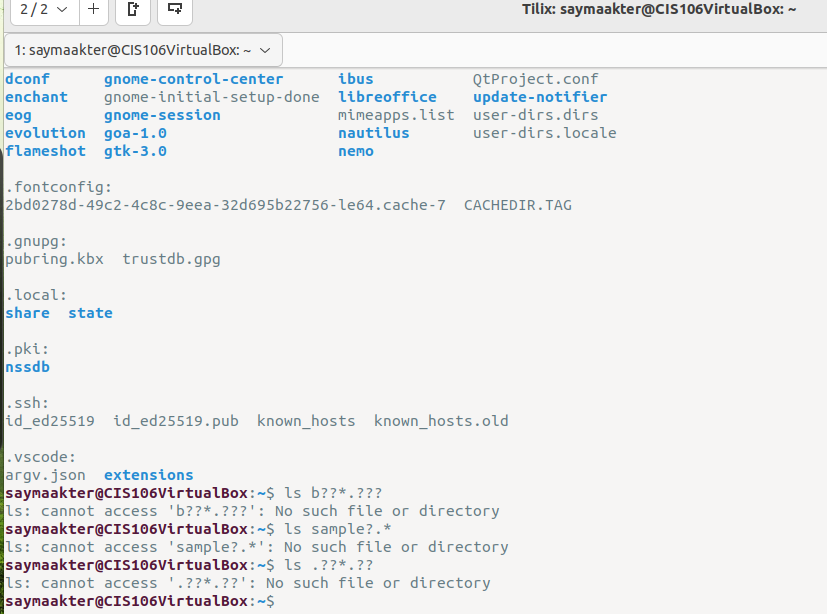 2 / 2
Tilix: saymaakter@CIS106VirtualBox: ~
1: saymaakter@CIS106VirtualBox: ~
dconf gnome-control-center ibus QtProject.conf
enchant gnome-initial-setup-done libreoffice update-notifier
eog gnome-session mimeapps.list user-dirs.dirs
evolution goa-1.0 nautilus user-dirs.locale
flameshot gtk-3.0 nemo
.fontconfig:
2bd0278d-49c2-4c8c-9eea-32d695b22756-le64.cache-7 CACHEDIR.TAG
.gnupg:
pubring.kbx trustdb.gpg
.local:
share state
.pki:
nssdb
.ssh:
id_ed25519 id_ed25519.pub known_hosts known_hosts.old
.vscode:
argv.json extensions
saymaakter@CIS106VirtualBox:~$ ls b??*.???
ls: cannot access 'b??*.???': No such file or directory
saymaakter@CIS106VirtualBox:~$ ls sample?.*
ls: cannot access 'sample?.*': No such file or directory
saymaakter@CIS106VirtualBox:~$ ls .??*.??
ls: cannot access '.??*.??': No such file or directory
saymaakter@CIS106VirtualBox:~$